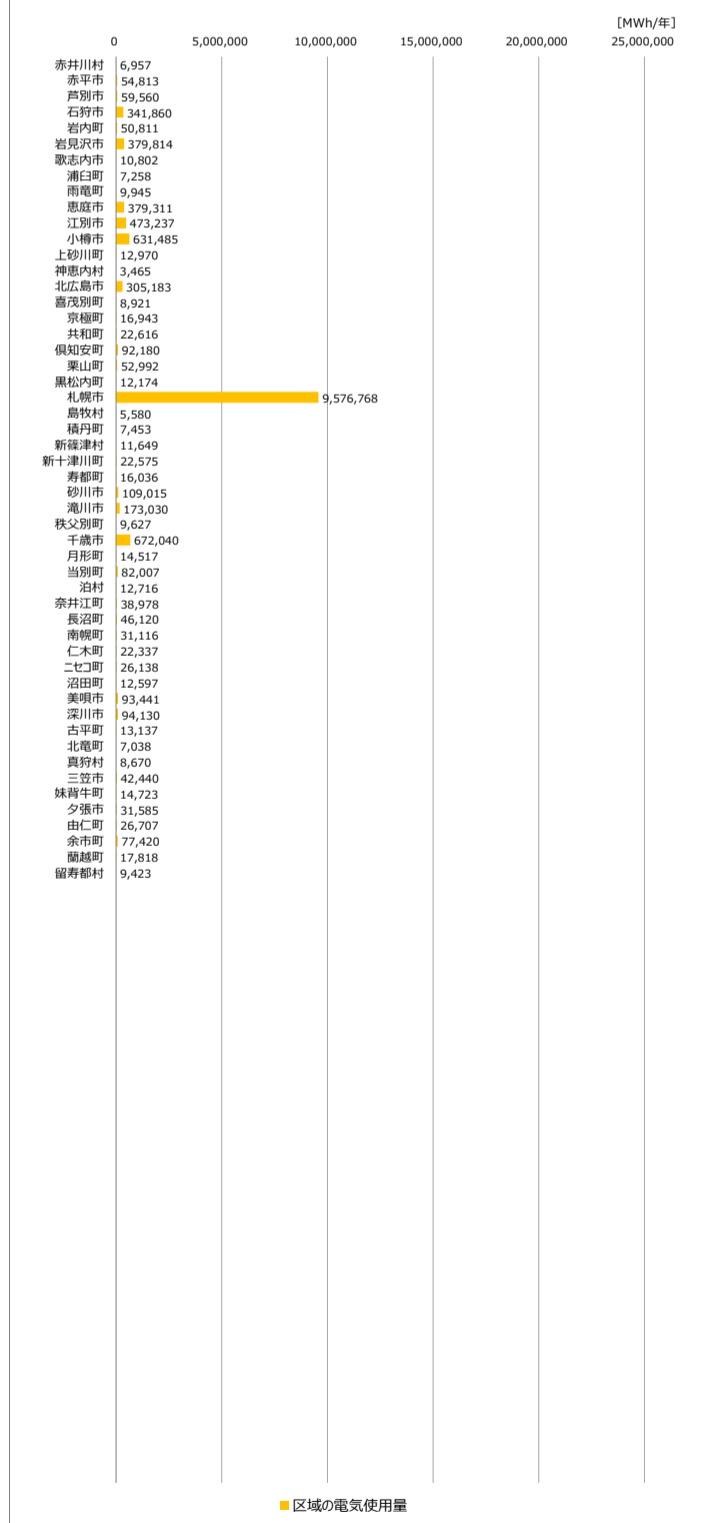 [MWh/年]
0 5,000,000 10,000,000 15,000,000 20,000,000 25,000,000
赤井川村 6,957
赤平市 54,813
芦別市 59,560
石狩市 341,860
岩内町 50,811
岩見沢市 379,814
歌志内市 10,802
浦臼町 7,258
雨竜町 9,945
恵庭市 379,311
江別市 473,237
小樽市 631,485
上砂川町 12,970
神恵内村 3,465
北広島市 305,183
喜茂別町 8,921
京極町 16,943
共和町 22,616
倶知安町 92,180
栗山町 52,992
黒松内町 12,174
札幌市 9,576,768
島牧村 5,580
積丹町 7,453
新篠津村 11,649
新十津川町 22,575
寿都町 16,036
砂川市 109,015
滝川市 173,030
秩父別町 9,627
千歳市 672,040
月形町 14,517
当別町 82,007
泊村 12,716
奈井江町 38,978
長沼町 46,120
南幌町 31,116
仁木町 22,337
ニセコ町 26,138
沼田町 12,597
美唄市 93,441
深川市 94,130
古平町 13,137
北竜町 7,038
真狩村 8,670
三笠市 42,440
妹背牛町 14,723
夕張市 31,585
由仁町 26,707
余市町 77,420
蘭越町 17,818
留寿都村 9,423
区域の電気使用量